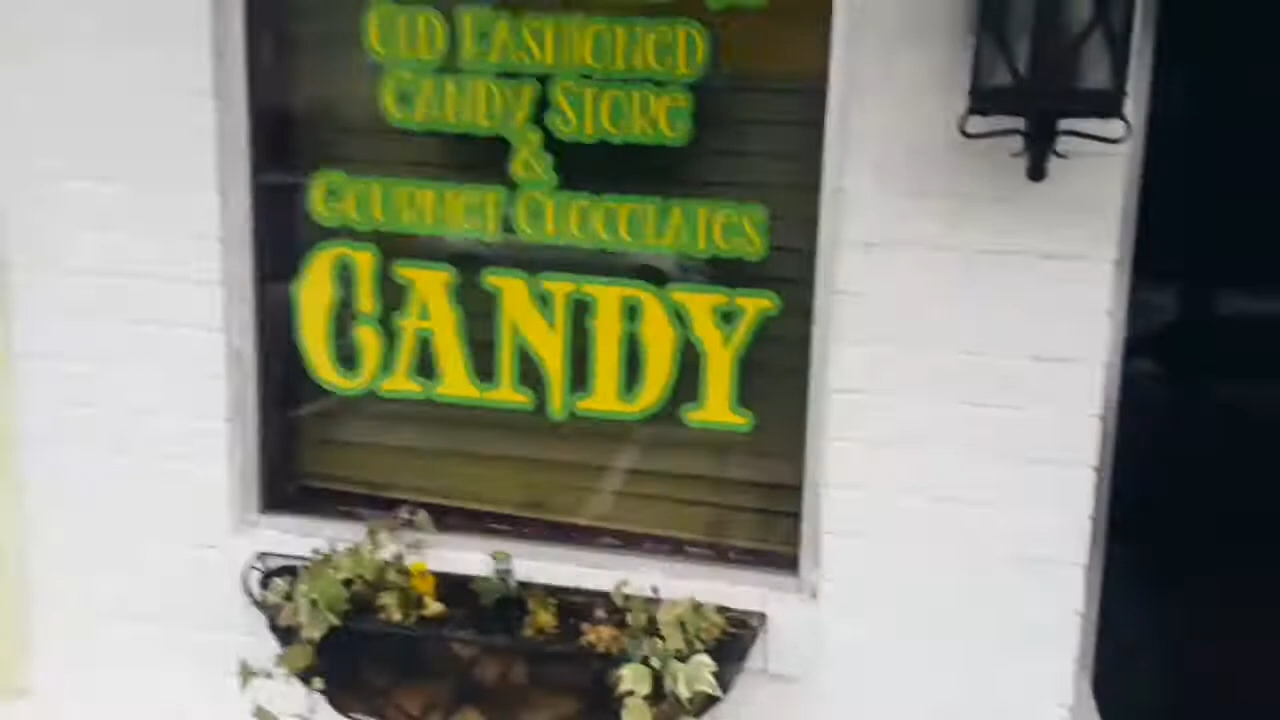 OLD FASHIONED
CANDY STORE
&
GOURMET CHOCOLATES
CANDY